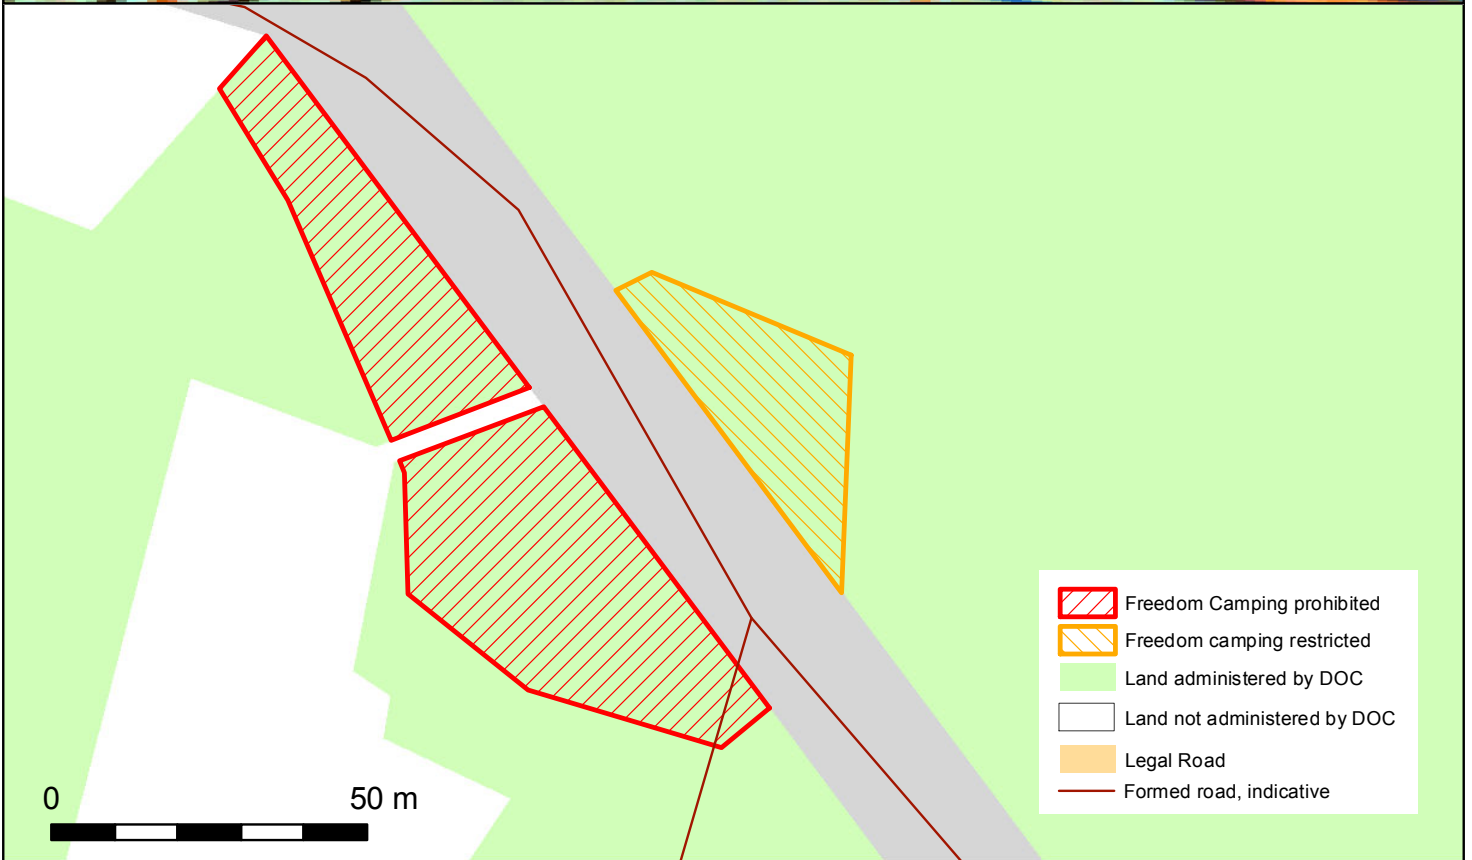 Freedom Camping prohibited
Freedom camping restricted
Land administered by DOC
Land not administered by DOC
Legal Road
Formed road, indicative
0 50 m